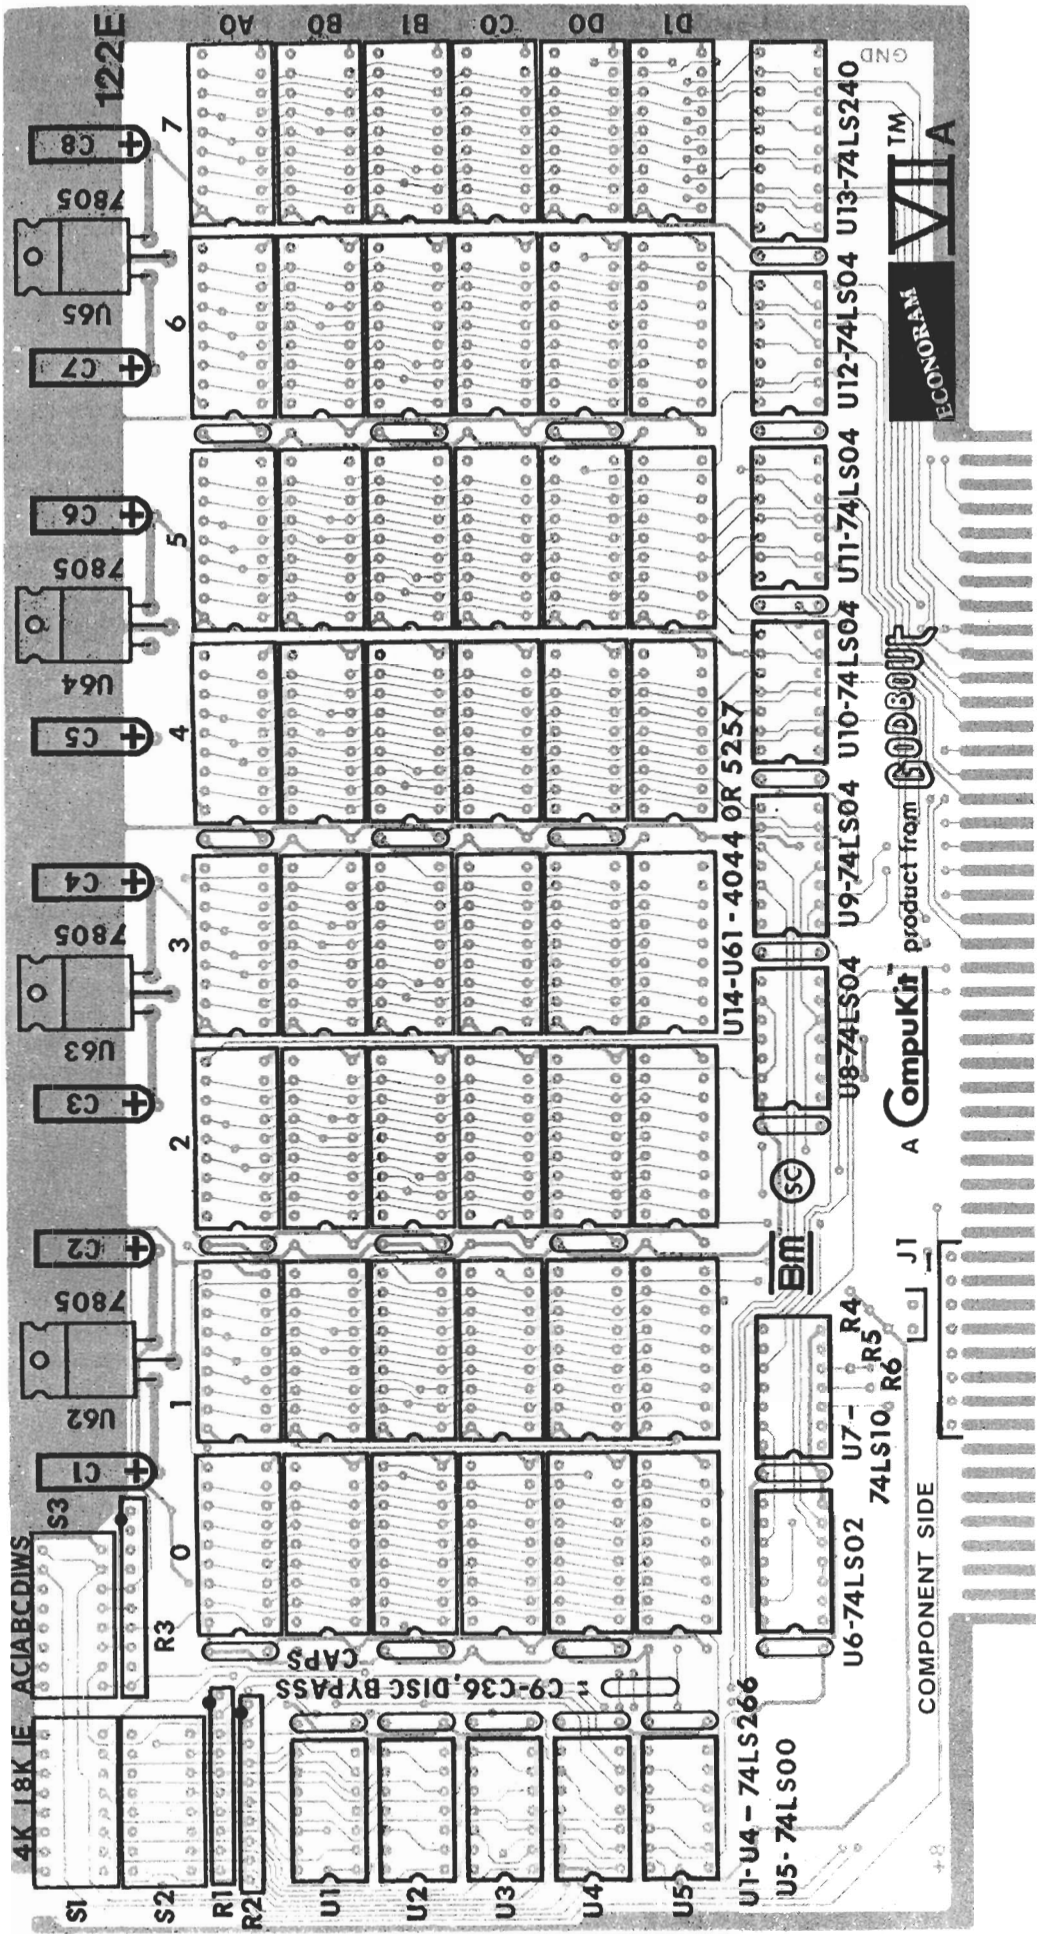 122E
A0
B0
B1
C0
D0
D1
GND
C8
7
7805
U65
6
C7
C6
5
7805
U64
4
C5
C4
3
7805
U63
C3
2
C2
7805
U62
1
C1
0
S3
ACIABCDIWS
R3
4K I8K IE
S1
S2
R1
R2
U1
U2
U3
U4
U5
CAPS
C9-C36, DISC BYPASS
U14-U61-4044 OR 5257
U13-74LS240
U12-74LS04
U11-74LS04
U10-74LS04
U9-74LS04
U8-74LS04
SC
BM
R4
R5
R6
J1
U7-
74LS10
U6-74LS02
U1-U4-74LS266
U5-74LS00
VII TM
A
ECONORAM
A CompuKit™ product from GODBOUT
COMPONENT SIDE
+8